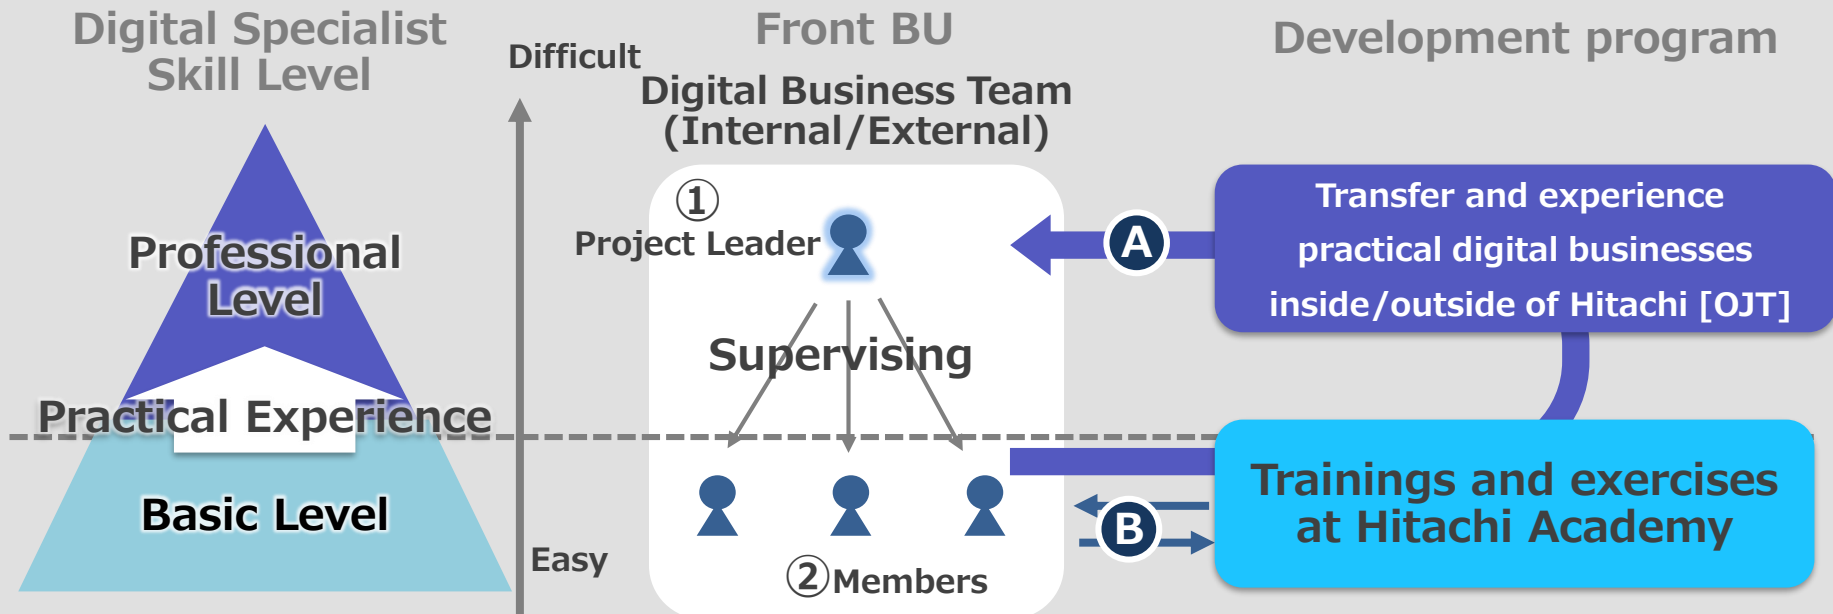 Digital Specialist
Skill Level
Professional
Level
Practical Experience
Basic Level
Difficult
Easy
Front BU
Digital Business Team
(Internal/External)
①
Project Leader
Supervising
②Members
Development program
A
Transfer and experience
practical digital businesses
inside/outside of Hitachi [OJT]
B
Trainings and exercises
at Hitachi Academy